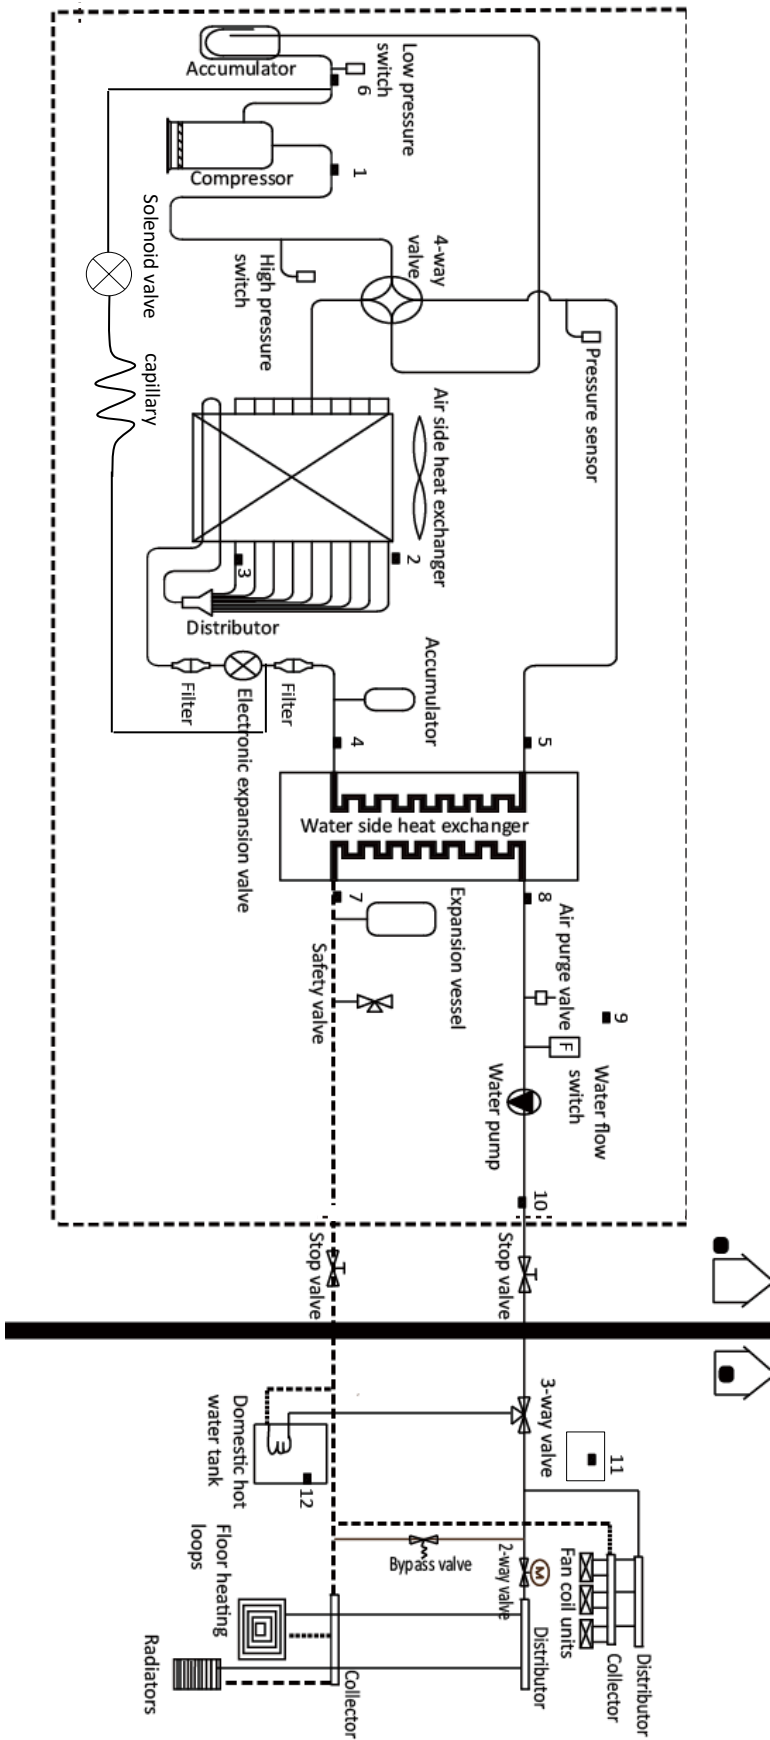 Accumulator
Low pressure
switch
6
Compressor
1
Solenoid valve
High pressure
switch
4-way
valve
Pressure sensor
capillary
Air side heat exchanger
2
3
Distributor
Filter
Electronic expansion valve
Filter
Accumulator
4
5
Water side heat exchanger
7
8
Expansion vessel
Safety valve
Air purge valve
9
F
Water flow
switch
Water pump
10
Stop valve
Stop valve
3-way valve
11
Domestic hot
water tank
12
Floor heating
loops
Bypass valve
2-way valve
M
Fan coil units
Collector
Distributor
Distributor
Collector
Radiators